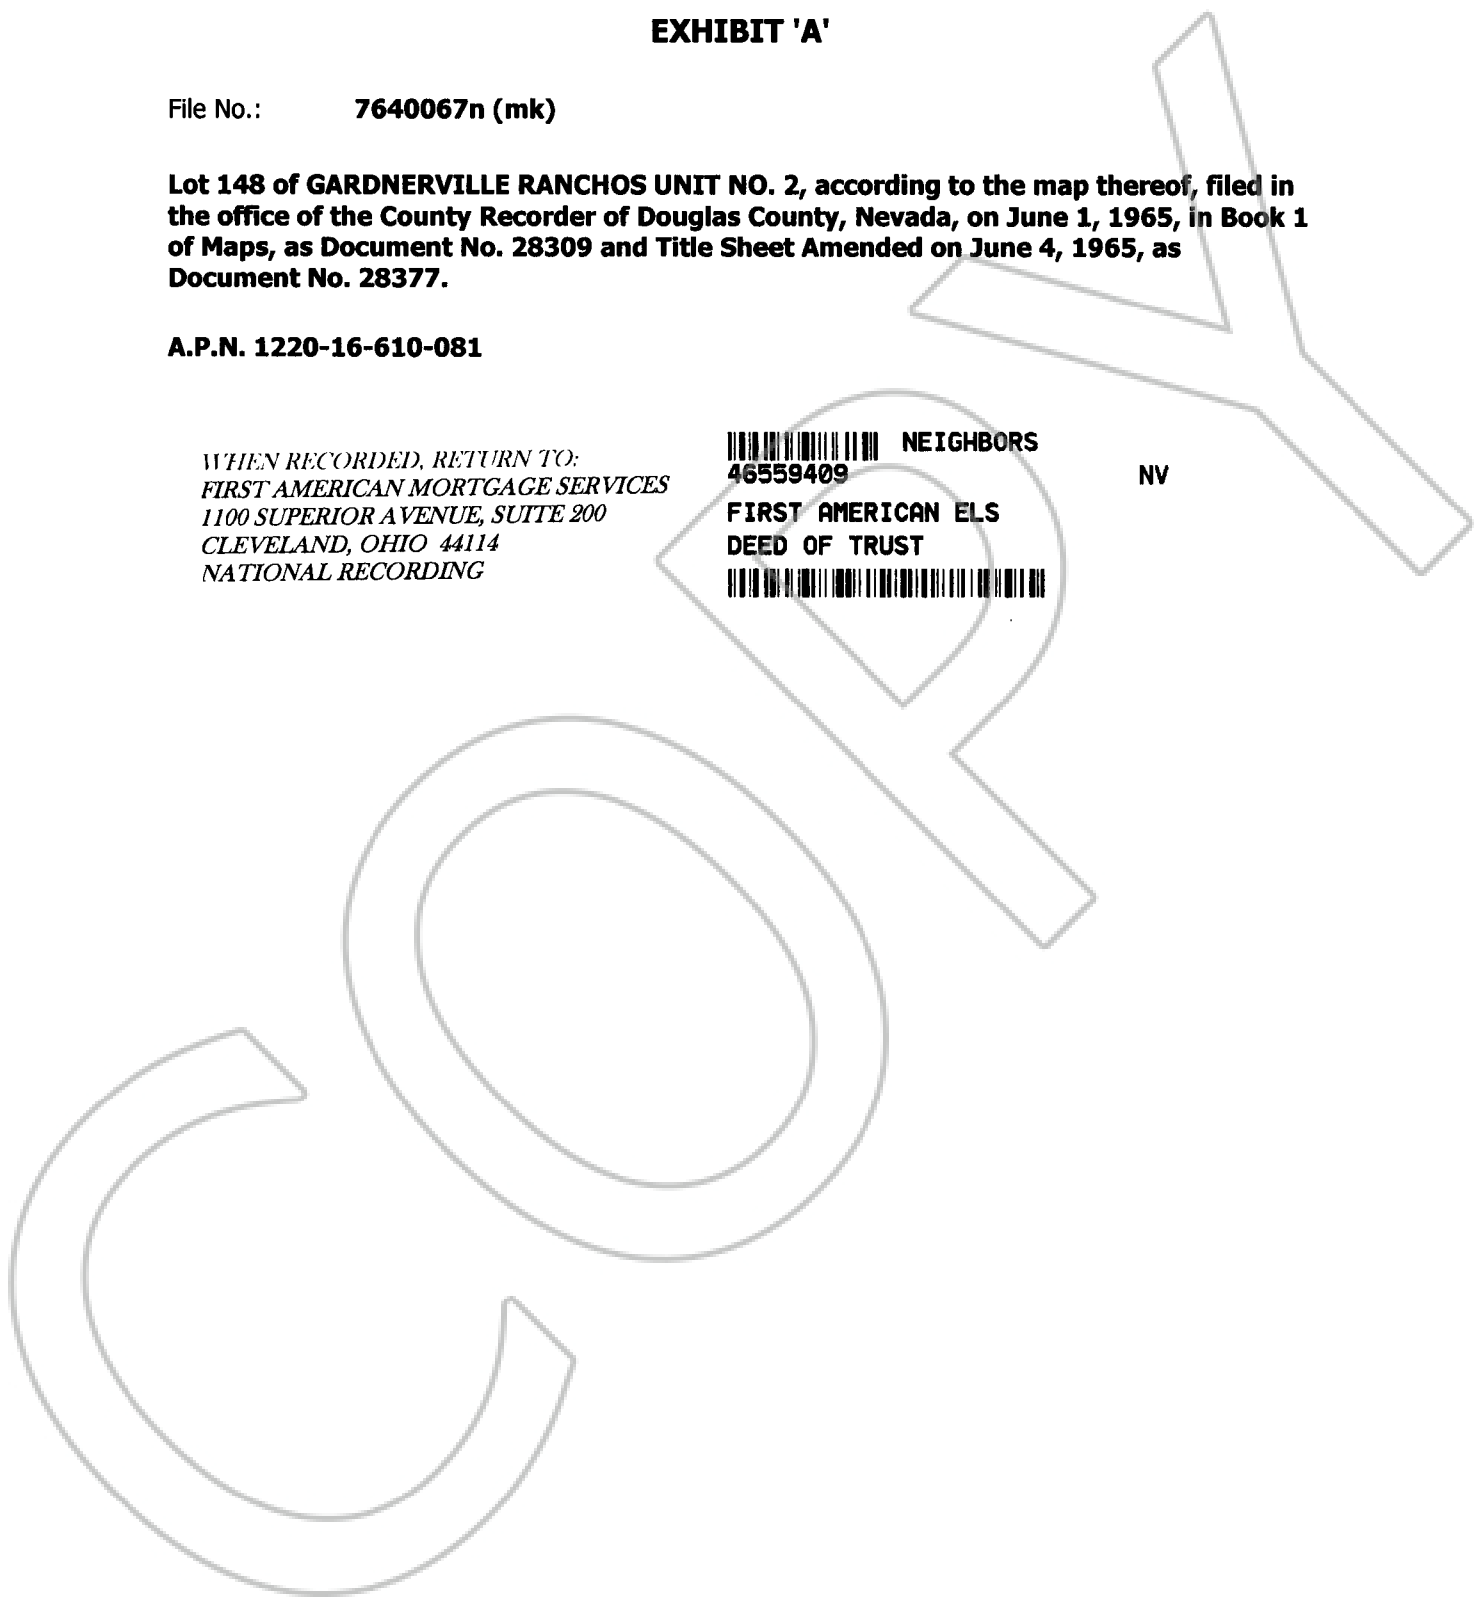 EXHIBIT 'A'
File No.: 7640067n (mk)
Lot 148 of GARDNERVILLE RANCHOS UNIT NO. 2, according to the map thereof, filed in
the office of the County Recorder of Douglas County, Nevada, on June 1, 1965, in Book 1
of Maps, as Document No. 28309 and Title Sheet Amended on June 4, 1965, as
Document No. 28377.
A.P.N. 1220-16-610-081
WHEN RECORDED, RETURN TO:
FIRST AMERICAN MORTGAGE SERVICES
1100 SUPERIOR AVENUE, SUITE 200
CLEVELAND, OHIO 44114
NATIONAL RECORDING
NEIGHBORS
46559409 NV
FIRST AMERICAN ELS
DEED OF TRUST
COPY